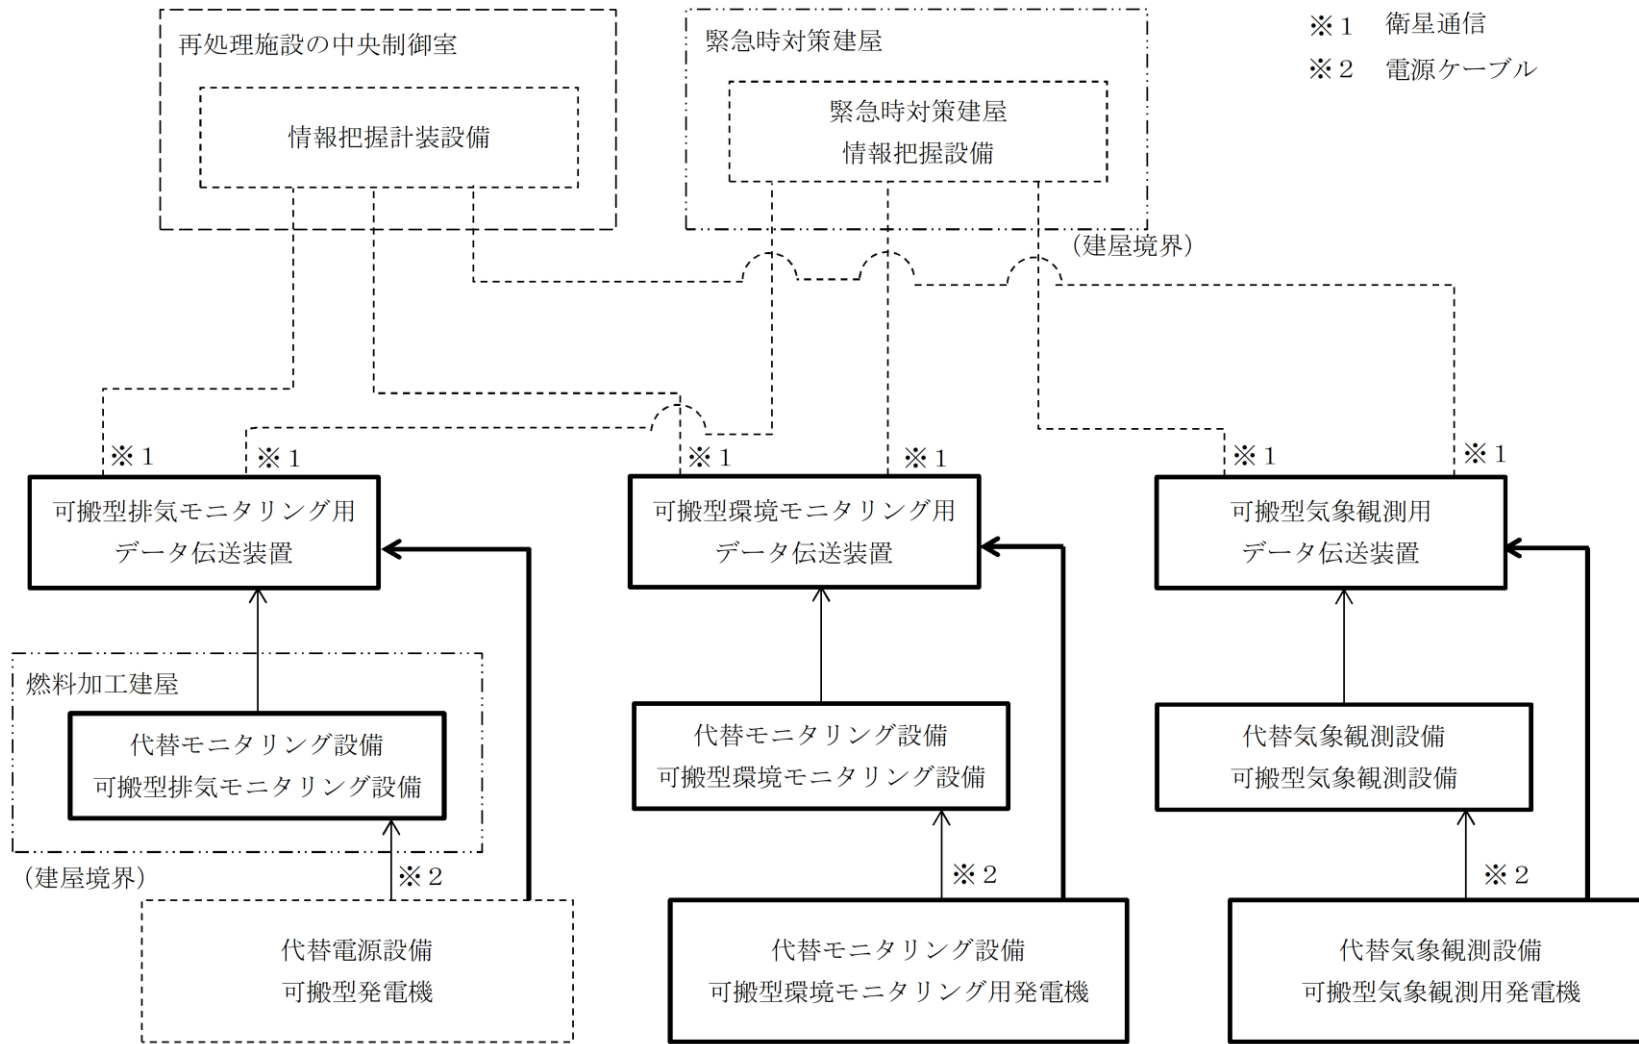 ※１　衛星通信
※２　電源ケーブル
再処理施設の中央制御室
情報把握計装設備
緊急時対策建屋
緊急時対策建屋
情報把握設備
（建屋境界）
※１
※１
※１
※１
※１
※１
可搬型排気モニタリング用
データ伝送装置
可搬型環境モニタリング用
データ伝送装置
可搬型気象観測用
データ伝送装置
燃料加工建屋
代替モニタリング設備
可搬型排気モニタリング設備
代替モニタリング設備
可搬型環境モニタリング設備
代替気象観測設備
可搬型気象観測設備
（建屋境界）
※２
※２
※２
代替電源設備
可搬型発電機
代替モニタリング設備
可搬型環境モニタリング用発電機
代替気象観測設備
可搬型気象観測用発電機